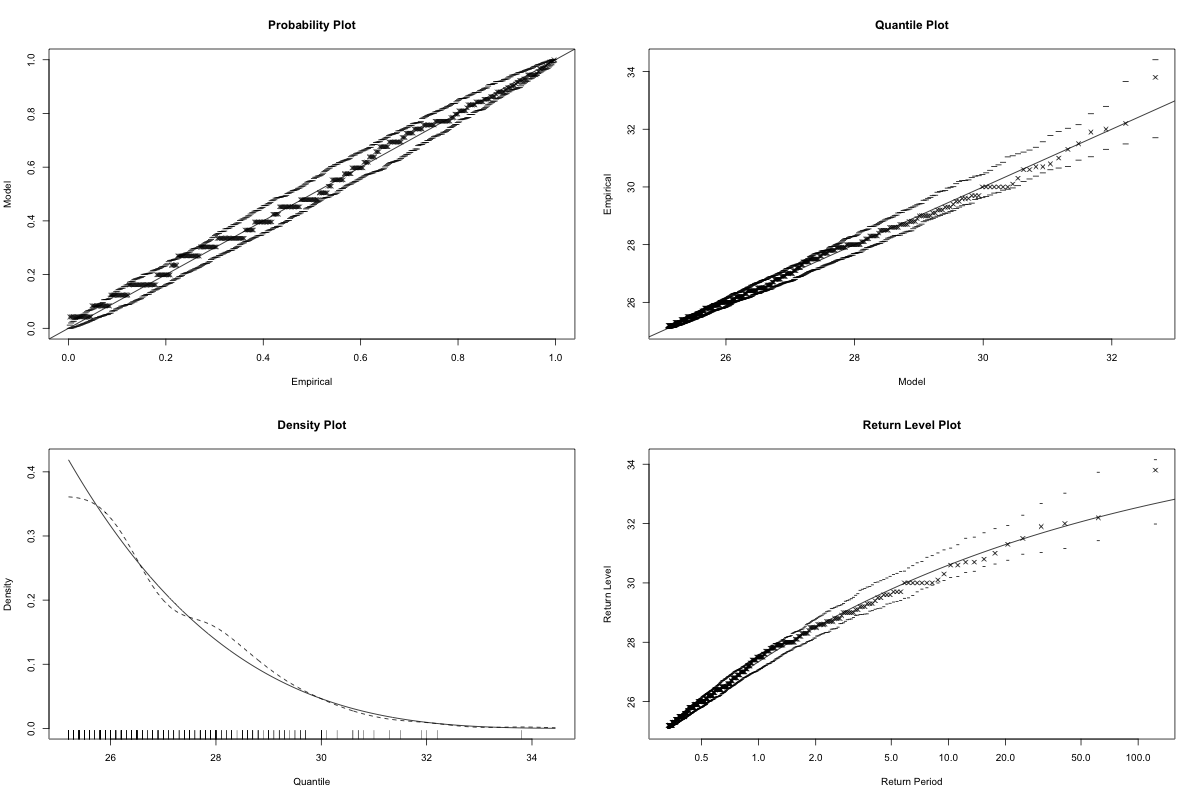 Probability Plot
Model
1.0
0.8
0.6
0.4
0.2
0.0
0.0 0.2 0.4 0.6 0.8 1.0
Empirical
Quantile Plot
Empirical
34
32
30
28
26
26 28 30 32
Model
Density Plot
Density
0.4
0.3
0.2
0.1
0.0
26 28 30 32 34
Quantile
Return Level Plot
Return Level
34
32
30
28
26
0.5 1.0 2.0 5.0 10.0 20.0 50.0 100.0
Return Period